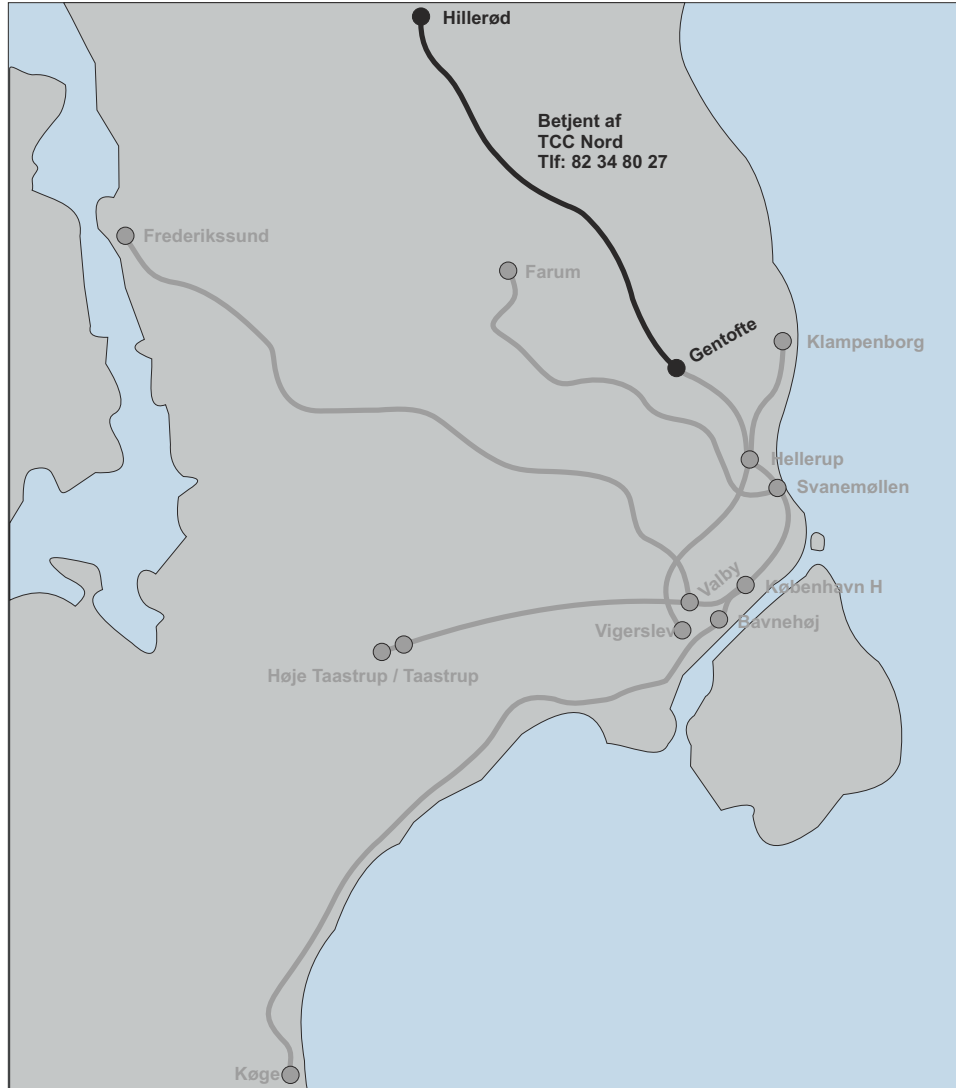 Hillerød
Betjent af
TCC Nord
Tlf: 82 34 80 27
Frederikssund
Farum
Gentofte
Klampenborg
Hellerup
Svanemøllen
Valby
København H
Vigerslev
Bavnehøj
Høje Taastrup / Taastrup
Køge